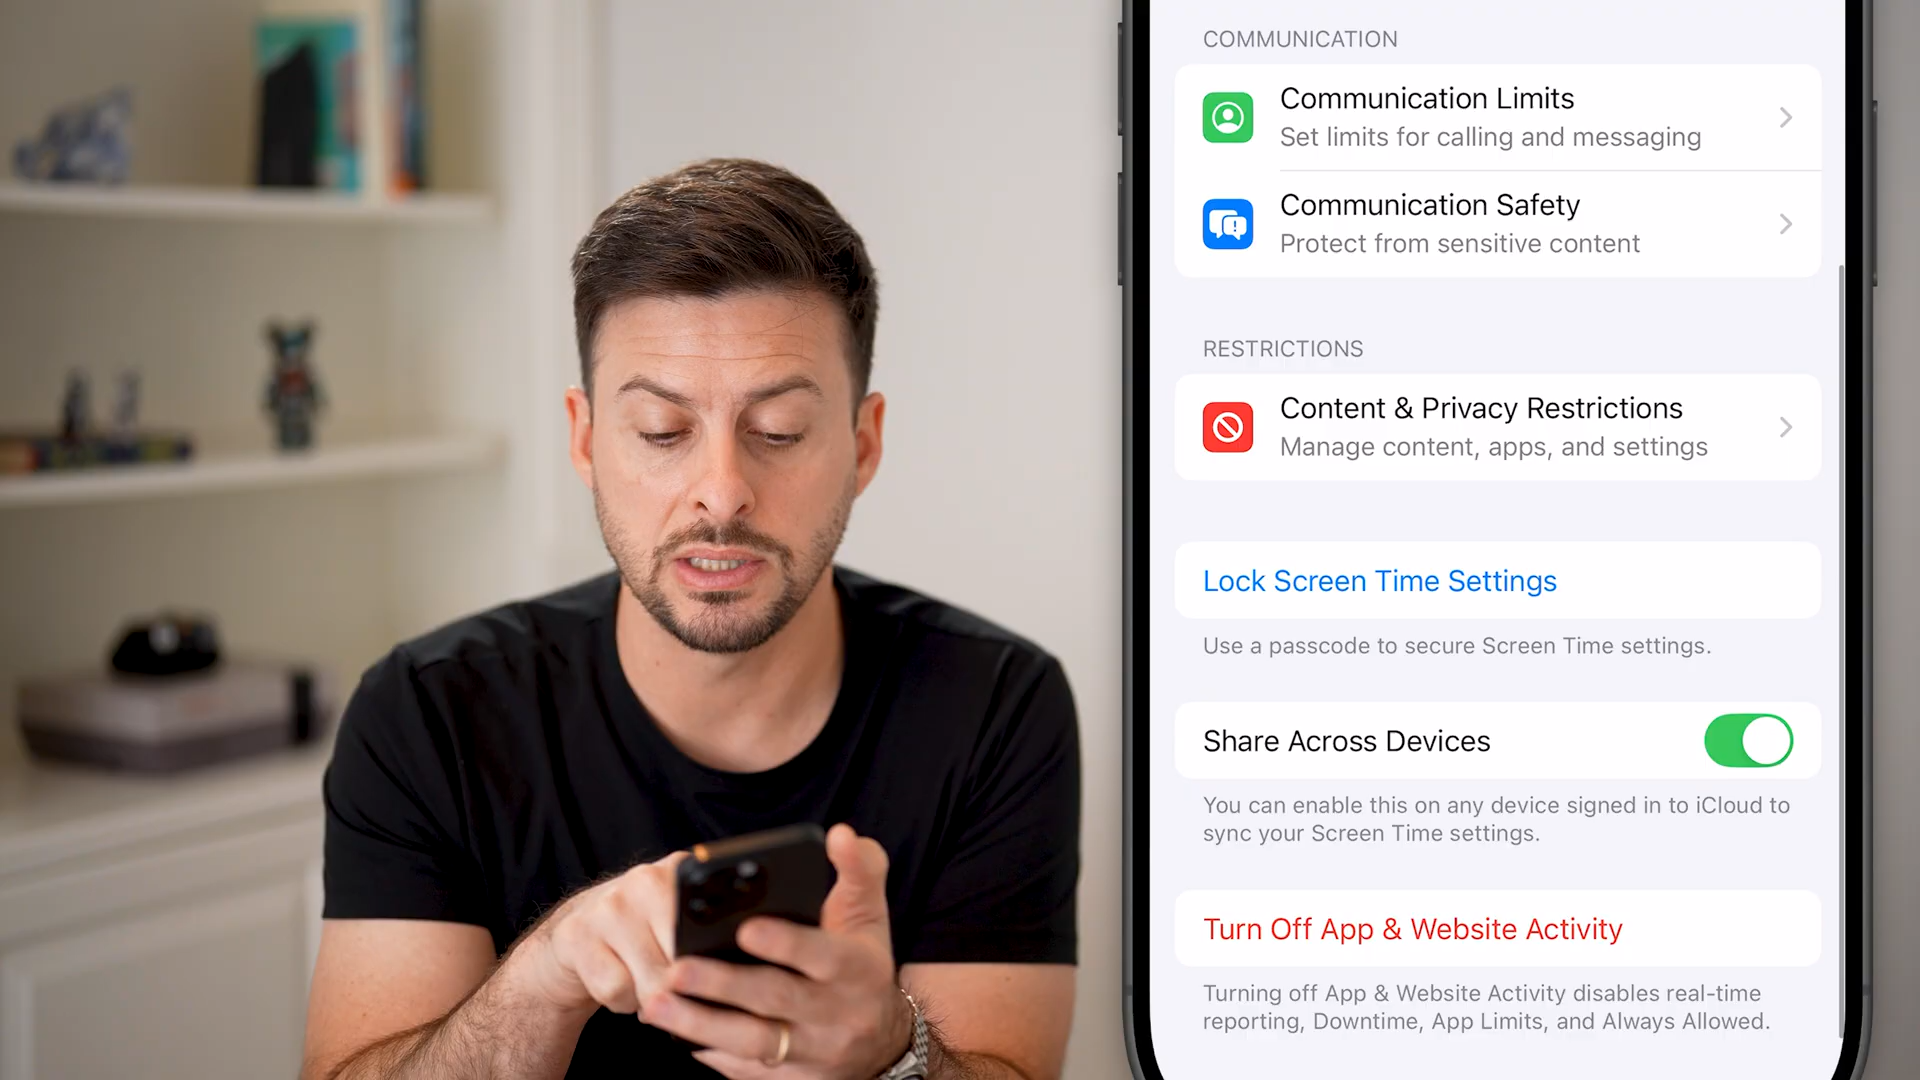 COMMUNICATION
Communication Limits
Set limits for calling and messaging
Communication Safety
Protect from sensitive content
RESTRICTIONS
Content & Privacy Restrictions
Manage content, apps, and settings
Lock Screen Time Settings
Use a passcode to secure Screen Time settings.
Share Across Devices
You can enable this on any device signed in to iCloud to
sync your Screen Time settings.
Turn Off App & Website Activity
Turning off App & Website Activity disables real-time
reporting, Downtime, App Limits, and Always Allowed.